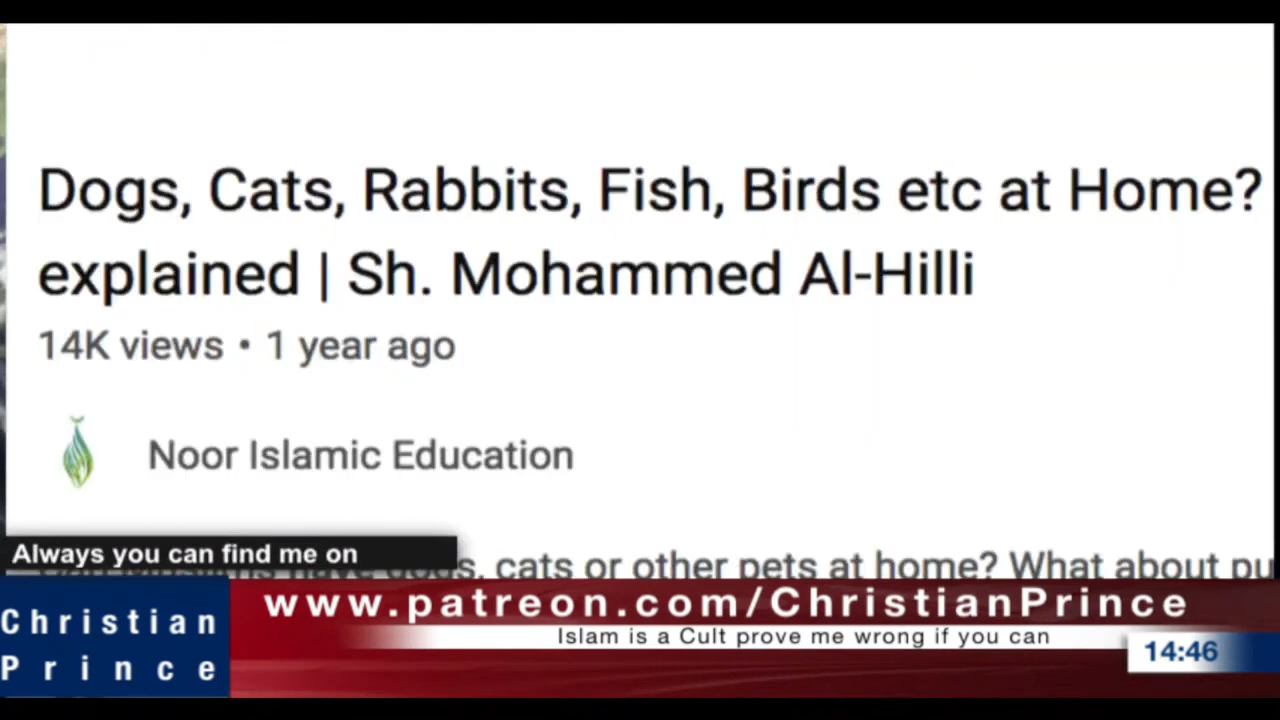 Dogs, Cats, Rabbits, Fish, Birds etc at Home?
explained | Sh. Mohammed Al-Hilli
14K views • 1 year ago
Noor Islamic Education
Always you can find me on
cats or other pets at home? What about pu
Christian
Prince
www.patreon.com/ChristianPrince
Islam is a Cult prove me wrong if you can
14:46